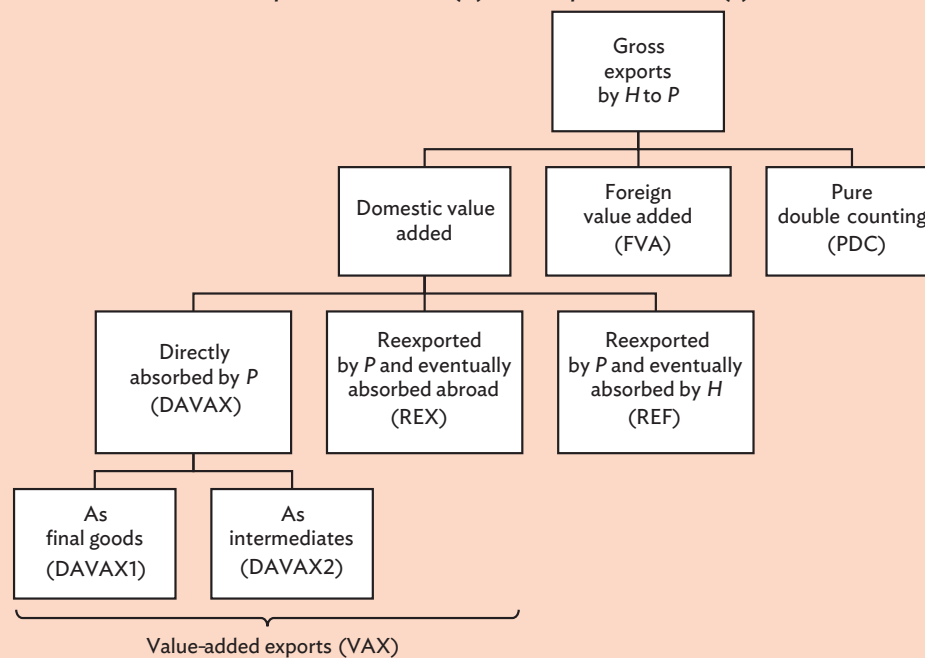 Gross
exports
by H to P
Domestic value
added
Foreign
value added
(FVA)
Pure
double counting
(PDC)
Directly
absorbed by P
(DAVAX)
Reexported
by P and eventually
absorbed abroad
(REX)
Reexported
by P and eventually
absorbed by H
(REF)
As
final goods
(DAVAX1)
As
intermediates
(DAVAX2)
Value-added exports (VAX)